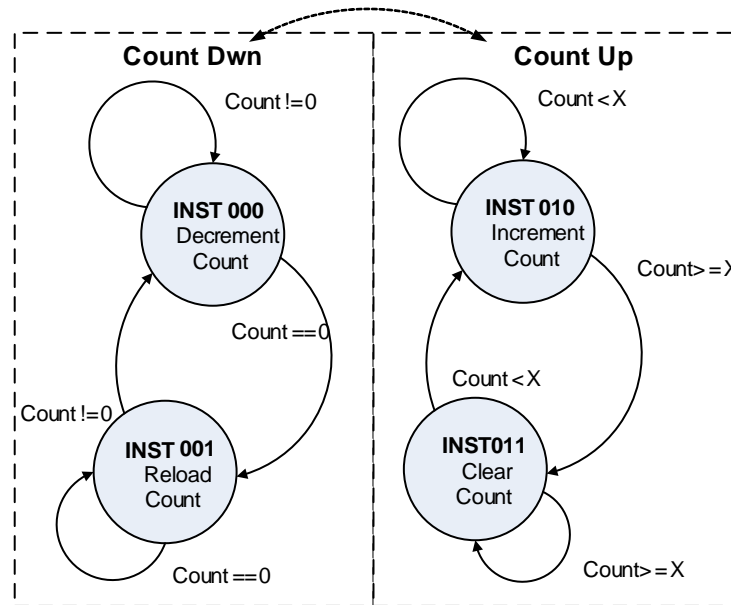 Count Dwn
Count !=0
INST 000
Decrement
Count
Count ==0
Count !=0
INST 001
Reload
Count
Count ==0
Count Up
Count < X
INST 010
Increment
Count
Count>=X
Count < X
INST011
Clear
Count
Count>=X